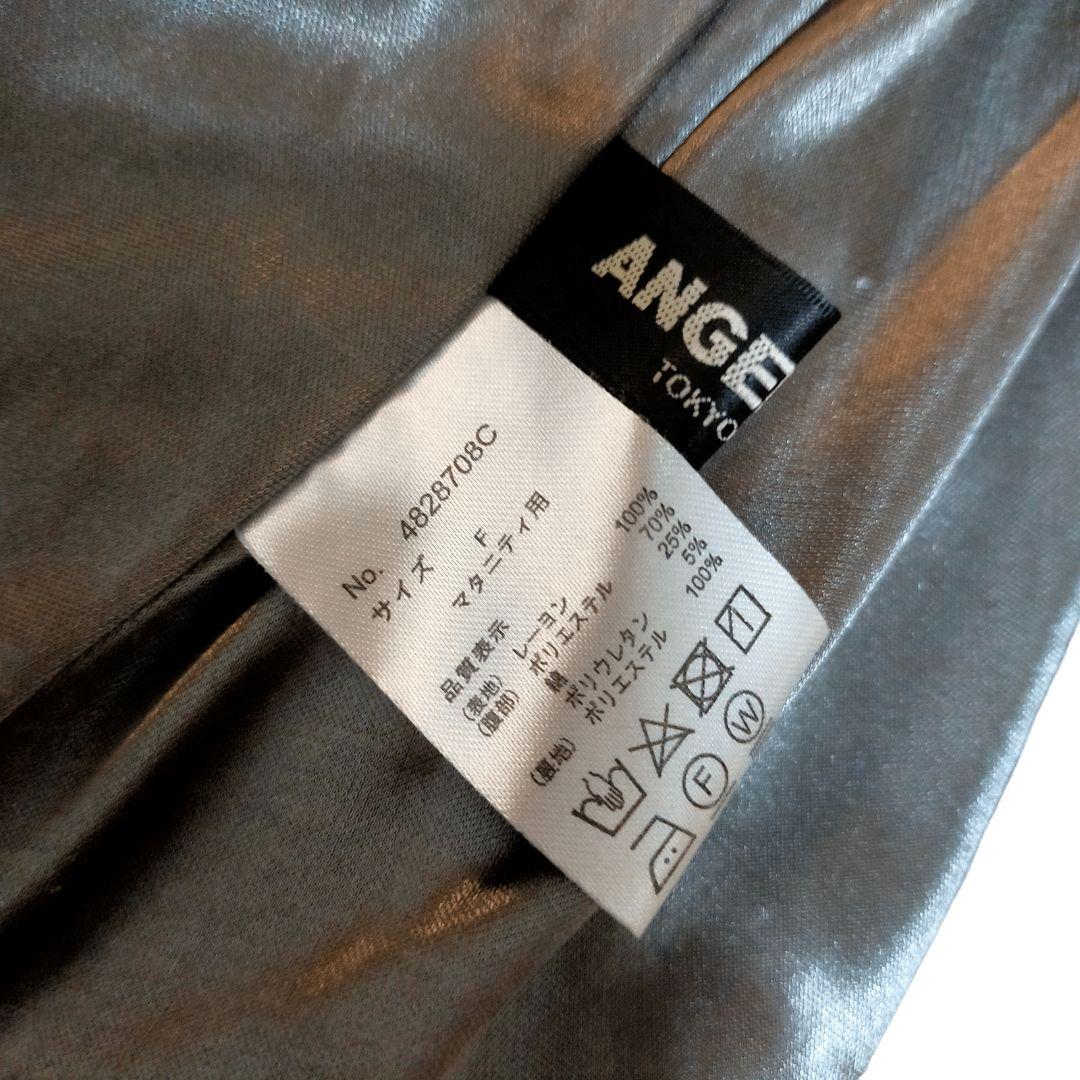 ANGE
TOKYO
No. 4828708C
サイズ F
マタニティ用
品質表示
(表地) レーヨン 100%
(腹部) ポリエステル 70%
綿 25%
ポリウレタン 5%
(裏地) ポリエステル 100%
W
F